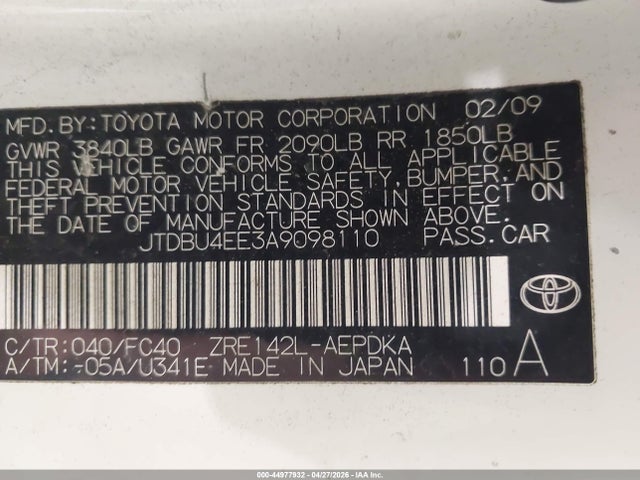 MFD.BY:TOYOTA MOTOR CORPORATION 02/09
GVWR 3840LB GAWR FR 2090LB RR 1850LB
THIS VEHICLE CONFORMS TO ALL APPLICABLE
FEDERAL MOTOR VEHICLE SAFETY,BUMPER,AND
THEFT PREVENTION STANDARDS IN EFFECT ON
THE DATE OF MANUFACTURE SHOWN ABOVE.
JTDBU4EE3A9098110 PASS.CAR
C/TR:040/FC40 ZRE142L-AEPDKA
A/TM:-05A/U341E MADE IN JAPAN 110 A
000-44977932 - 04/27/2026 - IAA Inc.